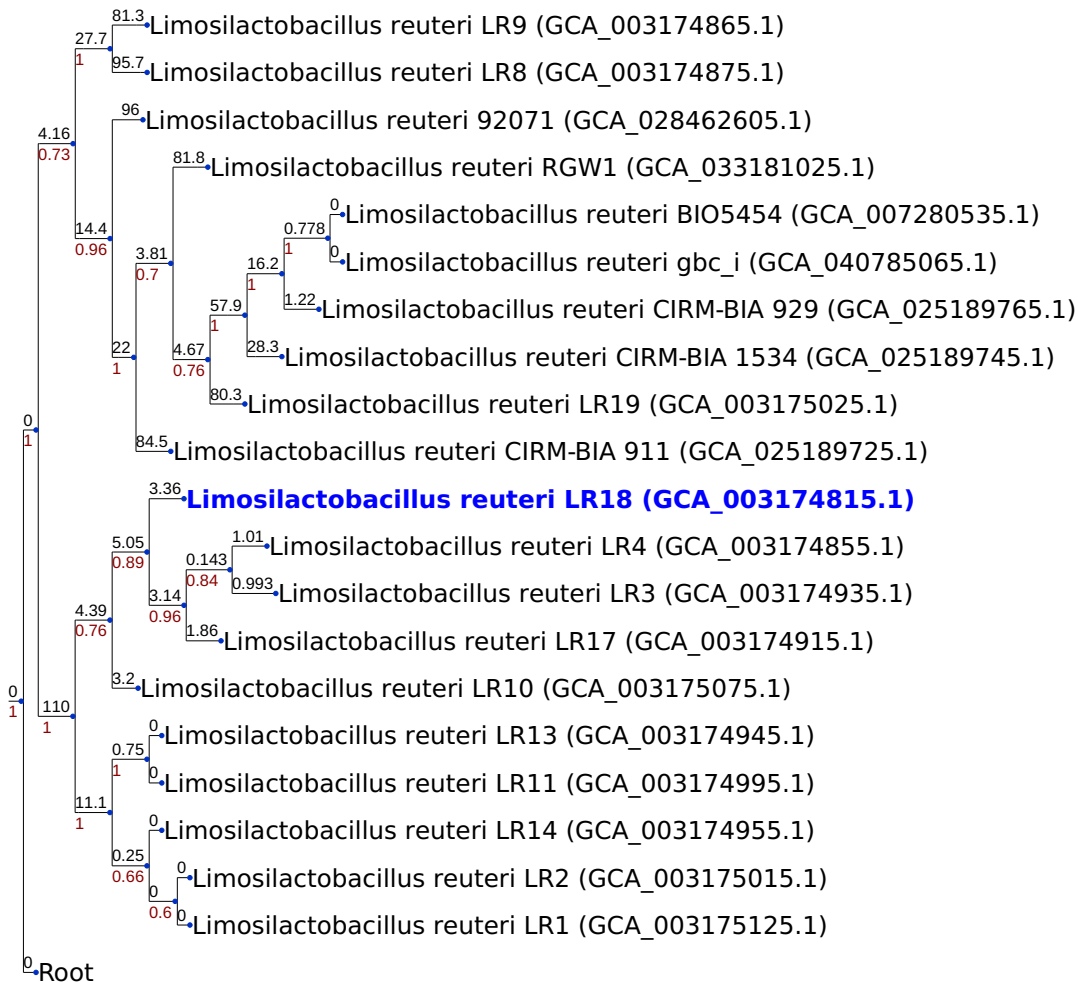 81.3 Limosilactobacillus reuteri LR9 (GCA_003174865.1)
27.7
1
95.7 Limosilactobacillus reuteri LR8 (GCA_003174875.1)
96 Limosilactobacillus reuteri 92071 (GCA_028462605.1)
4.16
0.73
81.8 Limosilactobacillus reuteri RGW1 (GCA_033181025.1)
0 Limosilactobacillus reuteri BIO5454 (GCA_007280535.1)
14.4
0.96
0.778
1
0 Limosilactobacillus reuteri gbc_i (GCA_040785065.1)
3.81
0.7
16.2
1
1.22 Limosilactobacillus reuteri CIRM-BIA 929 (GCA_025189765.1)
57.9
1
22
1
4.67
0.76
28.3 Limosilactobacillus reuteri CIRM-BIA 1534 (GCA_025189745.1)
80.3 Limosilactobacillus reuteri LR19 (GCA_003175025.1)
0
1
84.5 Limosilactobacillus reuteri CIRM-BIA 911 (GCA_025189725.1)
3.36 Limosilactobacillus reuteri LR18 (GCA_003174815.1)
5.05
0.89
1.01 Limosilactobacillus reuteri LR4 (GCA_003174855.1)
0.143
0.84
0.993 Limosilactobacillus reuteri LR3 (GCA_003174935.1)
3.14
0.96
4.39
0.76
1.86 Limosilactobacillus reuteri LR17 (GCA_003174915.1)
3.2 Limosilactobacillus reuteri LR10 (GCA_003175075.1)
0
1
110
1
0 Limosilactobacillus reuteri LR13 (GCA_003174945.1)
0.75
1
0 Limosilactobacillus reuteri LR11 (GCA_003174995.1)
11.1
1
0 Limosilactobacillus reuteri LR14 (GCA_003174955.1)
0.25
0.66
0 Limosilactobacillus reuteri LR2 (GCA_003175015.1)
0
0.6
0 Limosilactobacillus reuteri LR1 (GCA_003175125.1)
0 Root